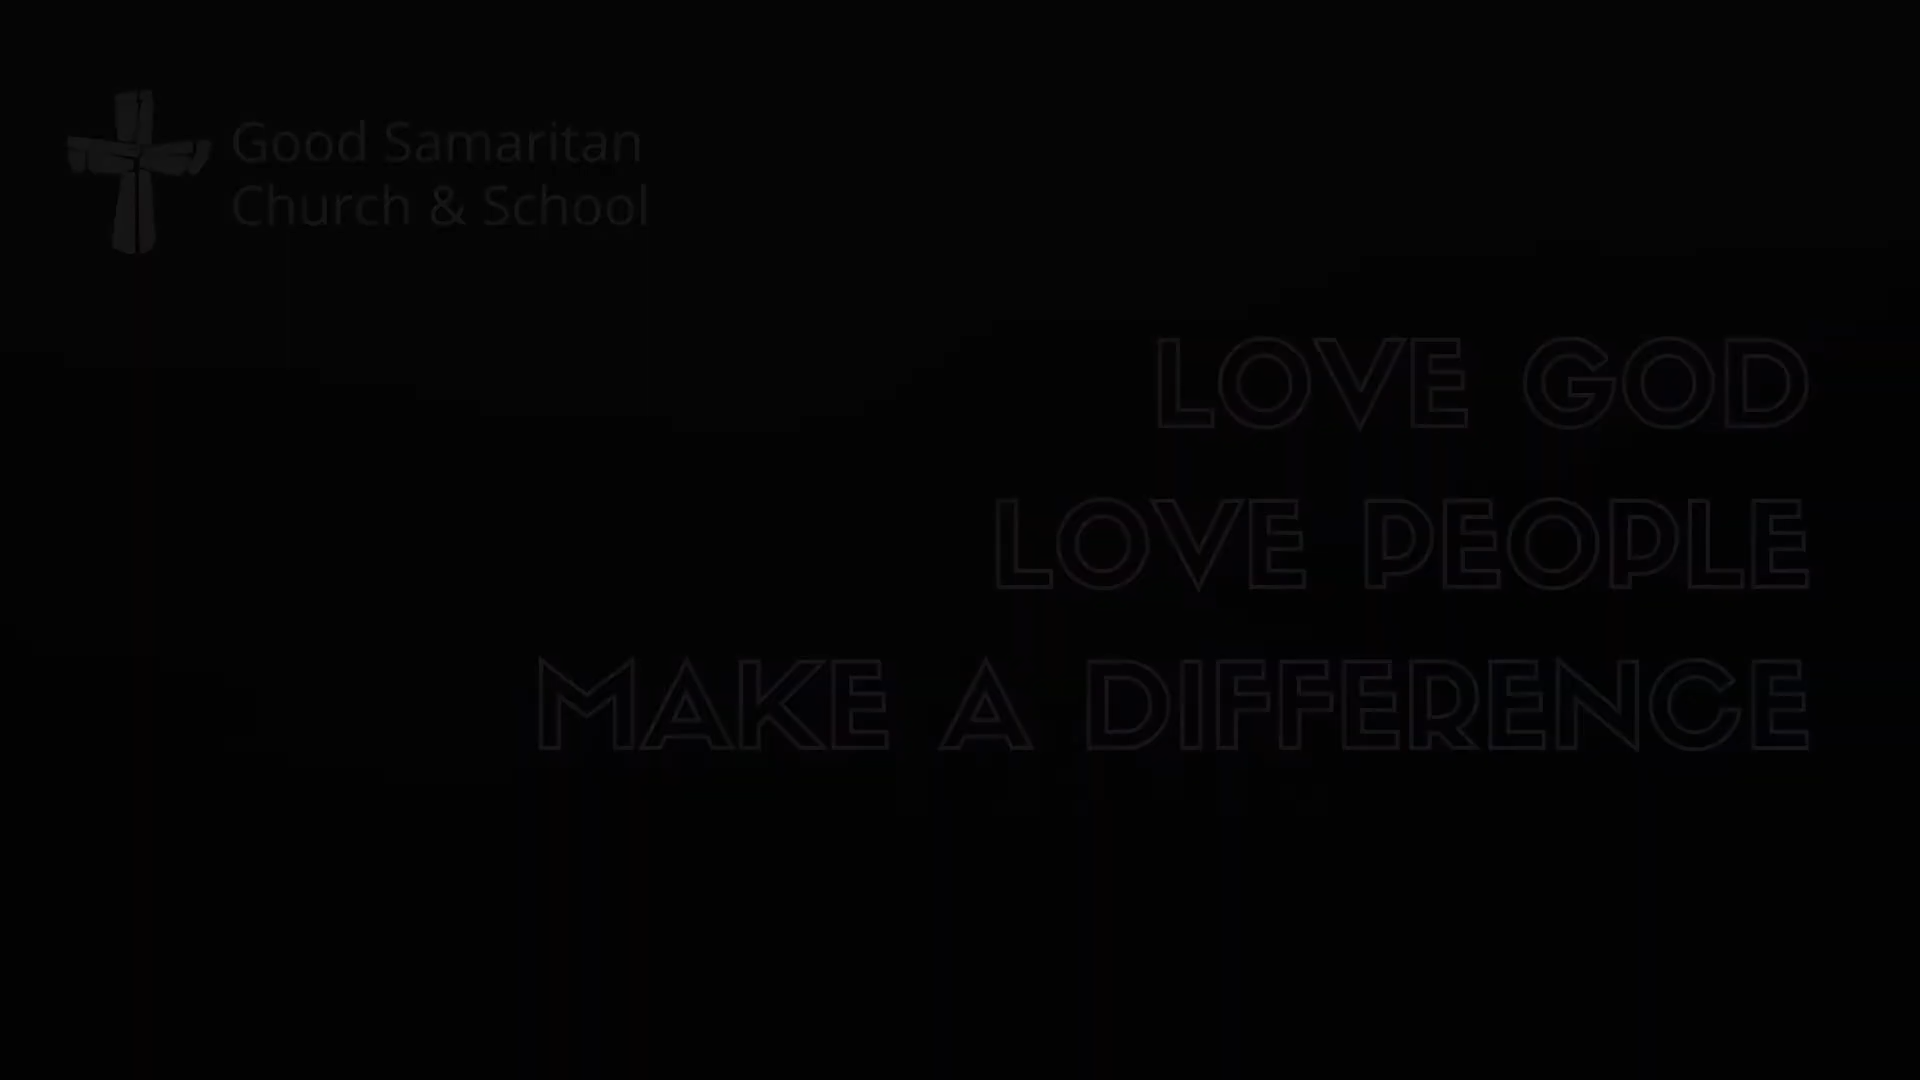 Good Samaritan
Church & School
LOVE GOD
LOVE PEOPLE
MAKE A DIFFERENCE